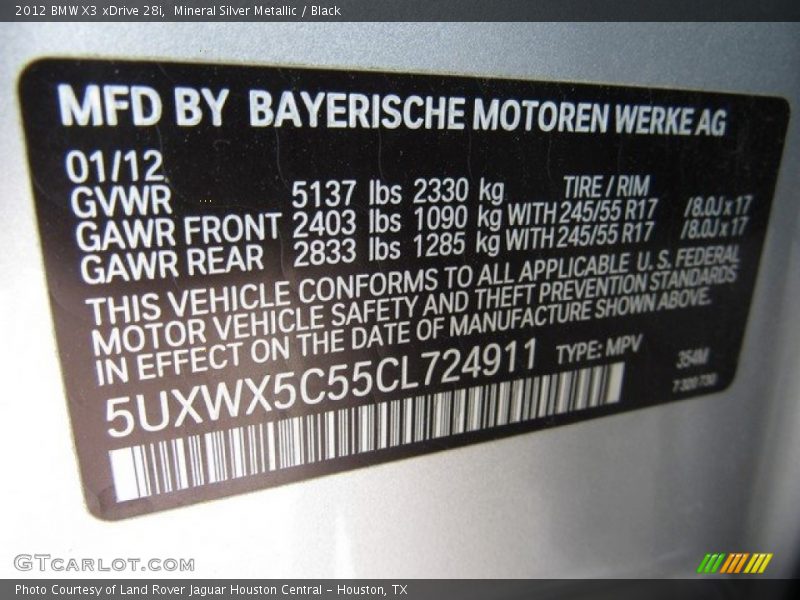 2012 BMW X3 xDrive 28i,  Mineral Silver Metallic / Black
MFD BY BAYERISCHE MOTOREN WERKE AG
01/12
GVWR 5137 lbs 2330 kg TIRE / RIM
GAWR FRONT 2403 lbs 1090 kg WITH 245/55 R17 /8.0J x 17
GAWR REAR 2833 lbs 1285 kg WITH 245/55 R17 /8.0J x 17
THIS VEHICLE CONFORMS TO ALL APPLICABLE U.S. FEDERAL
MOTOR VEHICLE SAFETY AND THEFT PREVENTION STANDARDS
IN EFFECT ON THE DATE OF MANUFACTURE SHOWN ABOVE.
5UXWX5C55CL724911 TYPE: MPV 354M
7 320 730
GTCARLOT.COM
Photo Courtesy of Land Rover Jaguar Houston Central - Houston, TX